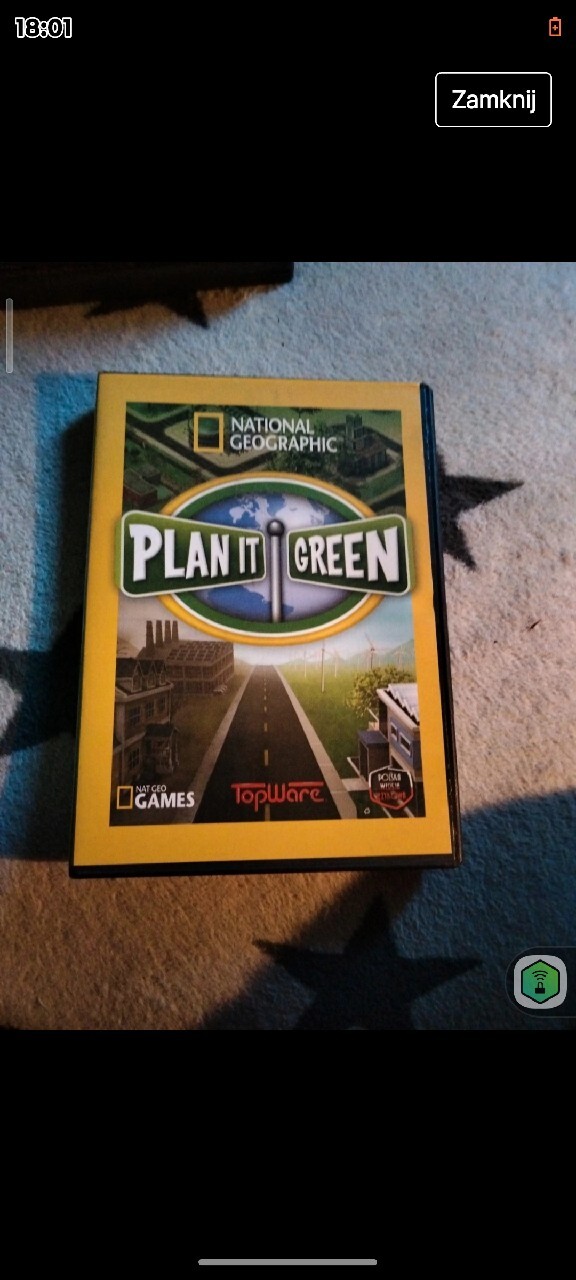 18:01
Zamknij
NATIONAL
GEOGRAPHIC
PLAN IT GREEN
NAT GEO
GAMES
TopWare